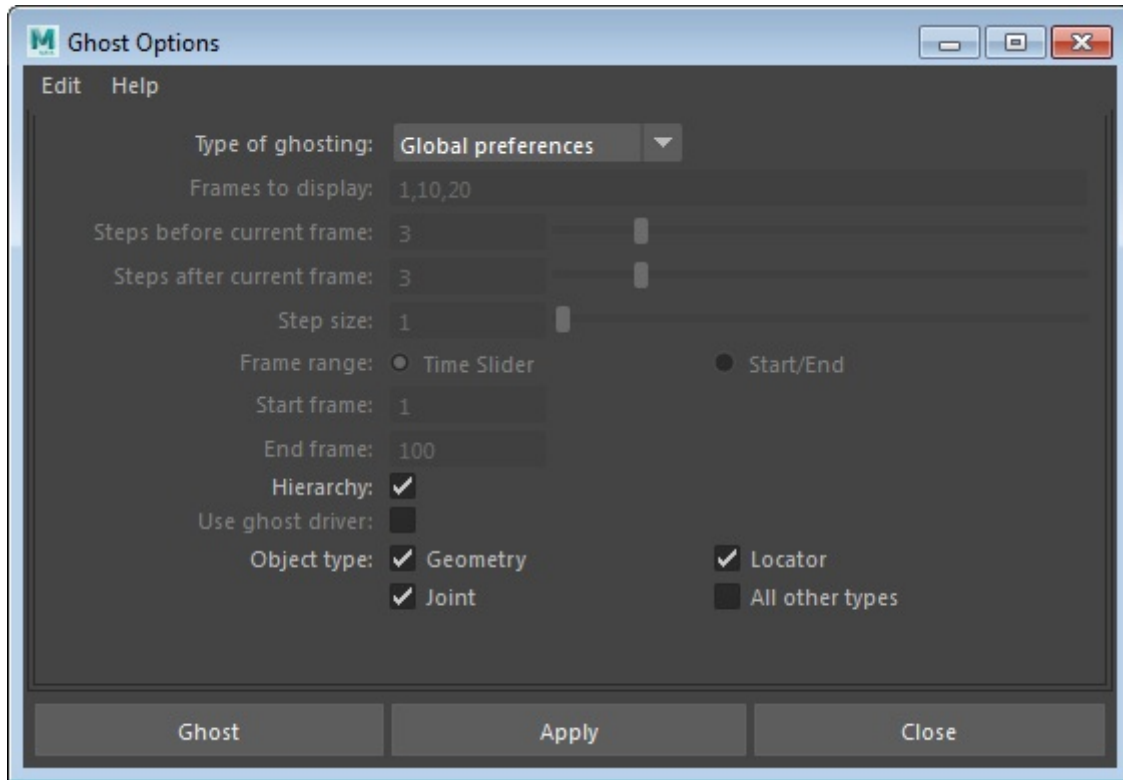 Ghost Options
Edit Help
Type of ghosting: Global preferences
Frames to display: 1,10,20
Steps before current frame: 3
Steps after current frame: 3
Step size: 1
Frame range: Time Slider Start/End
Start frame: 1
End frame: 100
Hierarchy:
Use ghost driver:
Object type: Geometry Locator
Joint All other types
Ghost Apply Close